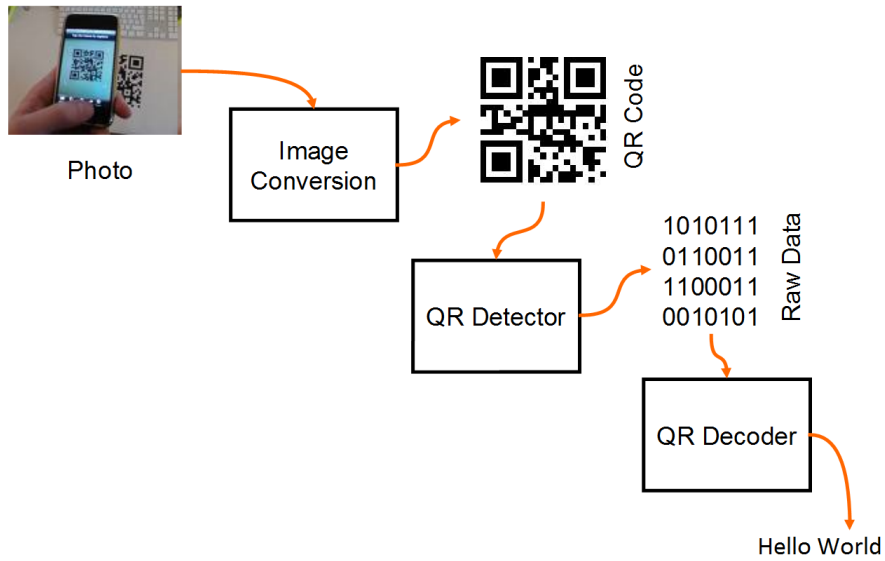 Photo
Image
Conversion
QR Code
QR Detector
1010111
0110011
1100011
0010101
Raw Data
QR Decoder
Hello World